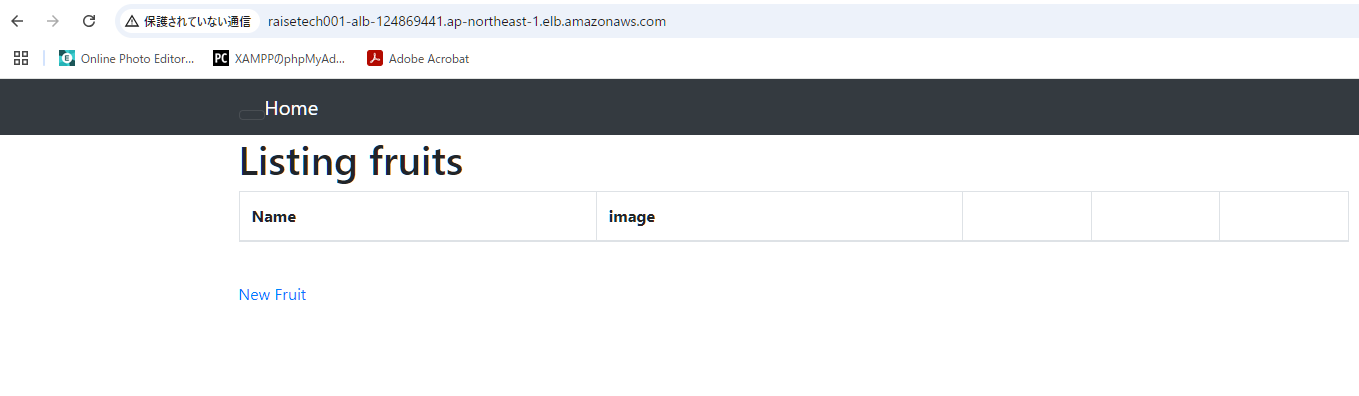 保護されていない通信 raisetech001-alb-124869441.ap-northeast-1.elb.amazonaws.com
Online Photo Editor... XAMPPのphpMyAd... Adobe Acrobat
Home
Listing fruits
Name image
New Fruit